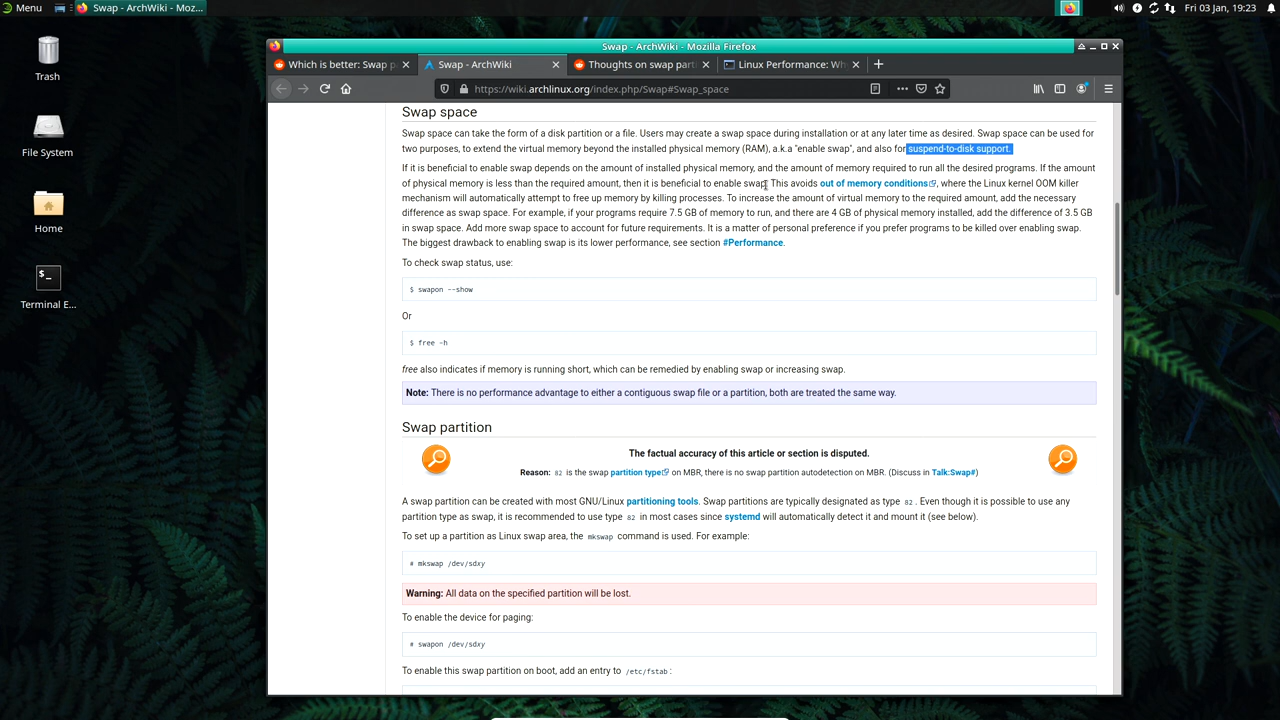 Menu
Swap - ArchWiki - Moz...
Fri 03 Jan, 19:23
Trash
File System
Home
$_
Terminal E...
Swap - ArchWiki - Mozilla Firefox
Which is better: Swap p
Swap - ArchWiki
Thoughts on swap parti
Linux Performance: Wh
https://wiki.archlinux.org/index.php/Swap#Swap_space
Swap space
Swap space can take the form of a disk partition or a file. Users may create a swap space during installation or at any later time as desired. Swap space can be used for
two purposes, to extend the virtual memory beyond the installed physical memory (RAM), a.k.a "enable swap", and also for suspend-to-disk support.
If it is beneficial to enable swap depends on the amount of installed physical memory, and the amount of memory required to run all the desired programs. If the amount
of physical memory is less than the required amount, then it is beneficial to enable swap. This avoids out of memory conditions, where the Linux kernel OOM killer
mechanism will automatically attempt to free up memory by killing processes. To increase the amount of virtual memory to the required amount, add the necessary
difference as swap space. For example, if your programs require 7.5 GB of memory to run, and there are 4 GB of physical memory installed, add the difference of 3.5 GB
in swap space. Add more swap space to account for future requirements. It is a matter of personal preference if you prefer programs to be killed over enabling swap.
The biggest drawback to enabling swap is its lower performance, see section #Performance.
To check swap status, use:
$ swapon --show
Or
$ free -h
free also indicates if memory is running short, which can be remedied by enabling swap or increasing swap.
Note: There is no performance advantage to either a contiguous swap file or a partition, both are treated the same way.
Swap partition
The factual accuracy of this article or section is disputed.
Reason: 82 is the swap partition type on MBR, there is no swap partition autodetection on MBR. (Discuss in Talk:Swap#)
A swap partition can be created with most GNU/Linux partitioning tools. Swap partitions are typically designated as type 82 . Even though it is possible to use any
partition type as swap, it is recommended to use type 82 in most cases since systemd will automatically detect it and mount it (see below).
To set up a partition as Linux swap area, the mkswap command is used. For example:
# mkswap /dev/sdxy
Warning: All data on the specified partition will be lost.
To enable the device for paging:
# swapon /dev/sdxy
To enable this swap partition on boot, add an entry to /etc/fstab :